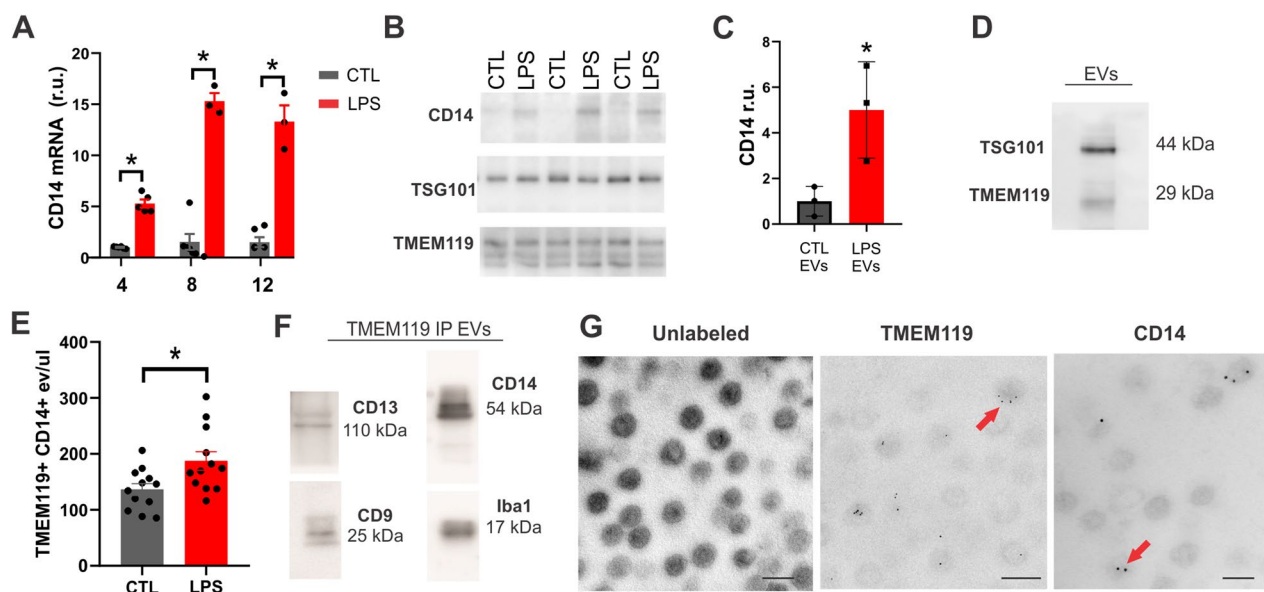 A
CD14 mRNA (r.u.)
20
15
10
5
0
4
8
12
*
*
*
CTL
LPS
B
CTL
LPS
CTL
LPS
CTL
LPS
CD14
TSG101
TMEM119
C
CD14 r.u.
8
6
4
2
0
*
CTL
EVs
LPS
EVs
D
EVs
TSG101
44 kDa
TMEM119
29 kDa
E
TMEM119+ CD14+ ev/ul
400
300
200
100
0
*
CTL
LPS
F
TMEM119 IP EVs
CD13
110 kDa
CD14
54 kDa
CD9
25 kDa
Iba1
17 kDa
G
Unlabeled
TMEM119
CD14